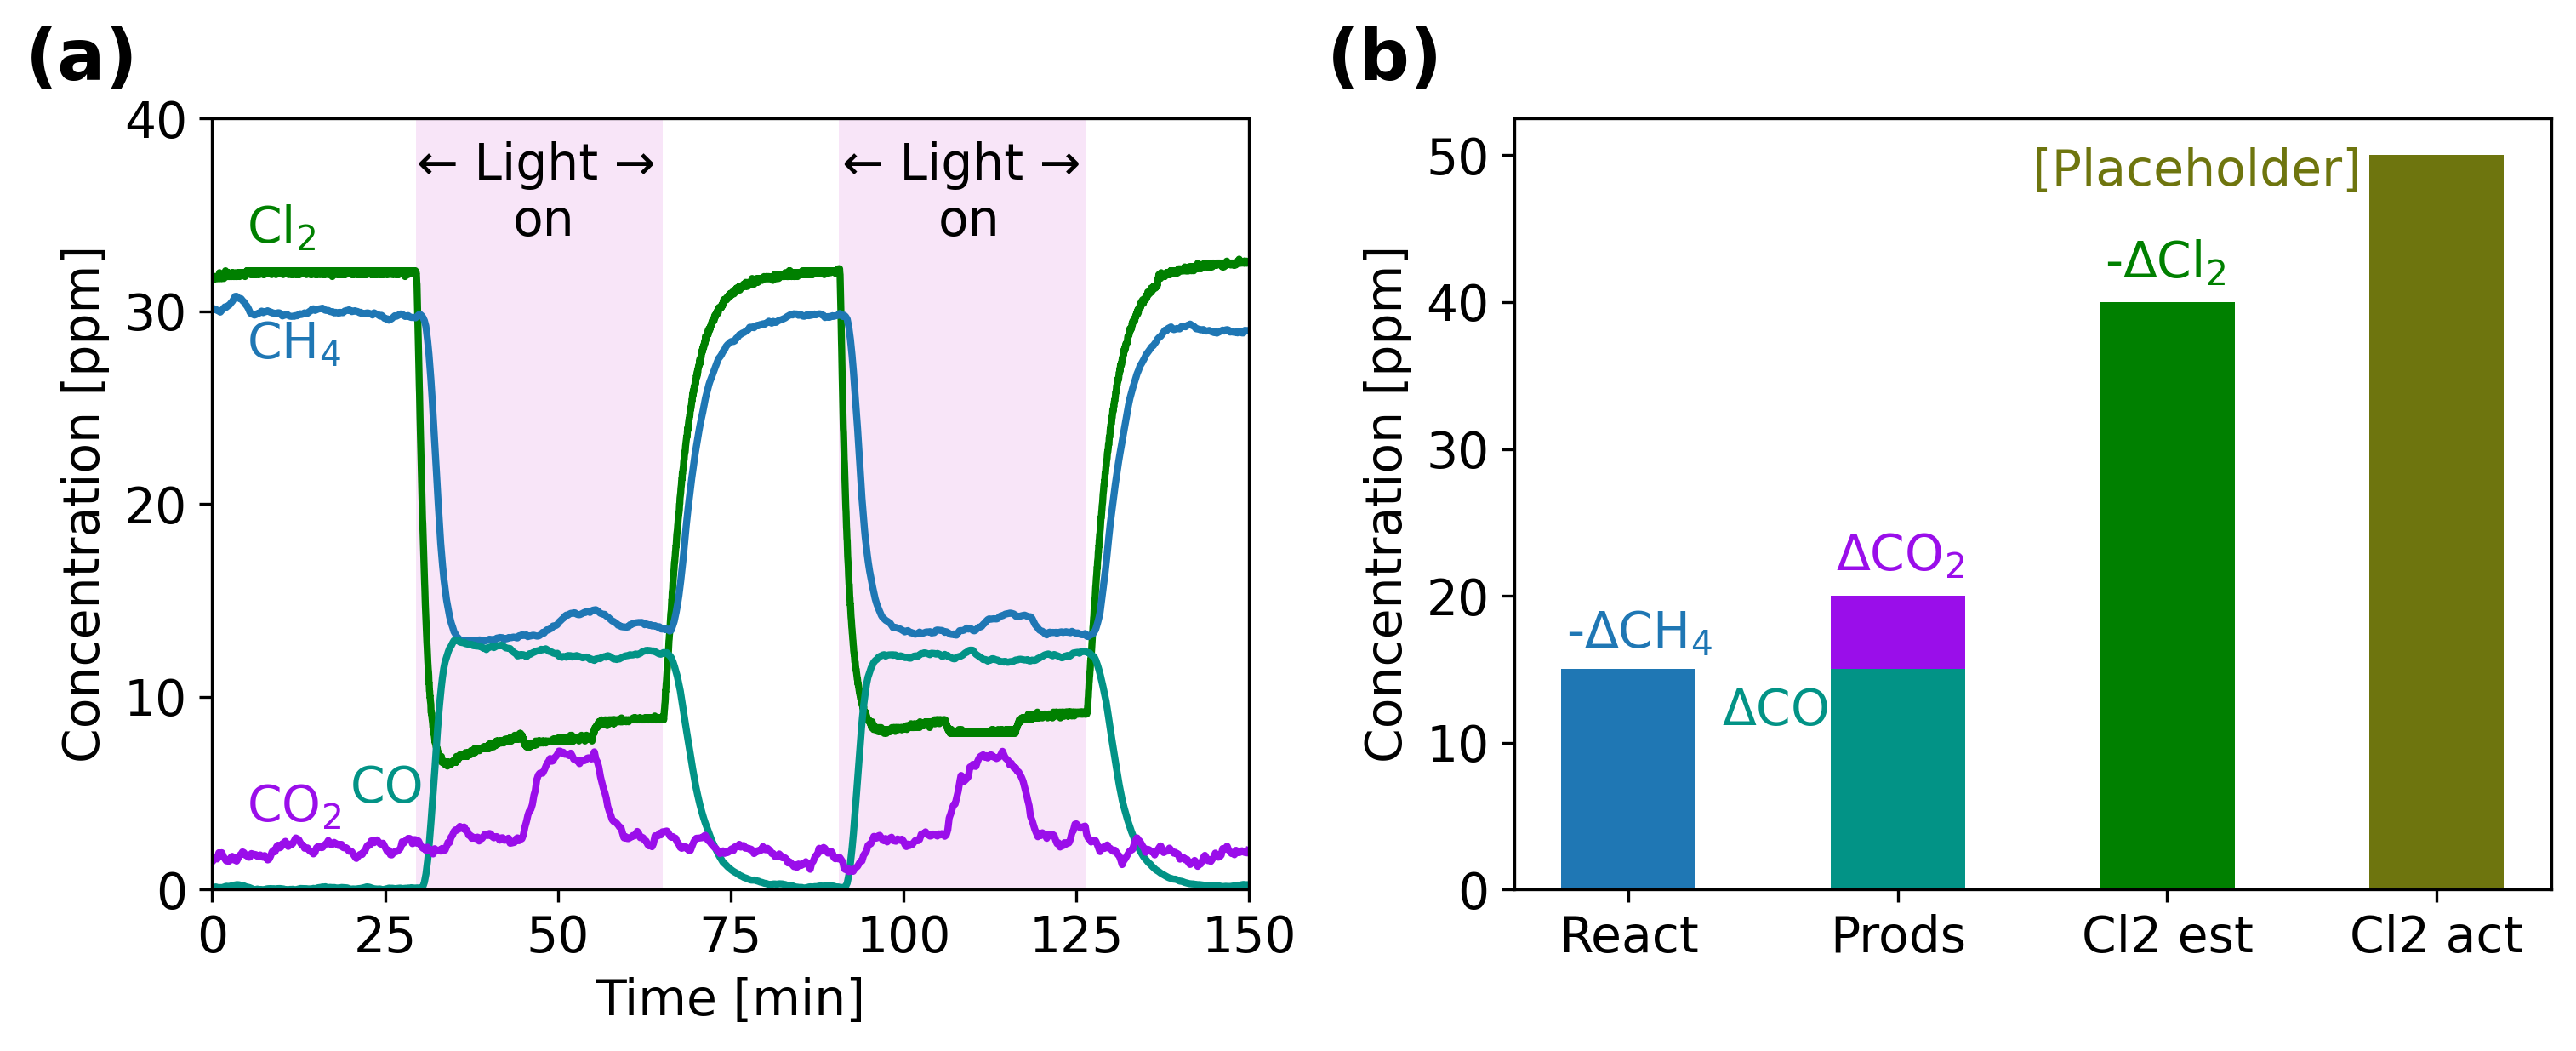 (a)
40
30
20
10
0
Concentration [ppm]
← Light →
on
← Light →
on
Cl₂
CH₄
CO₂
CO
0 25 50 75 100 125 150
Time [min]
(b)
50
40
30
20
10
0
Concentration [ppm]
[Placeholder]
-ΔCl₂
ΔCO₂
-ΔCH₄
ΔCO
React Prods Cl2 est Cl2 act